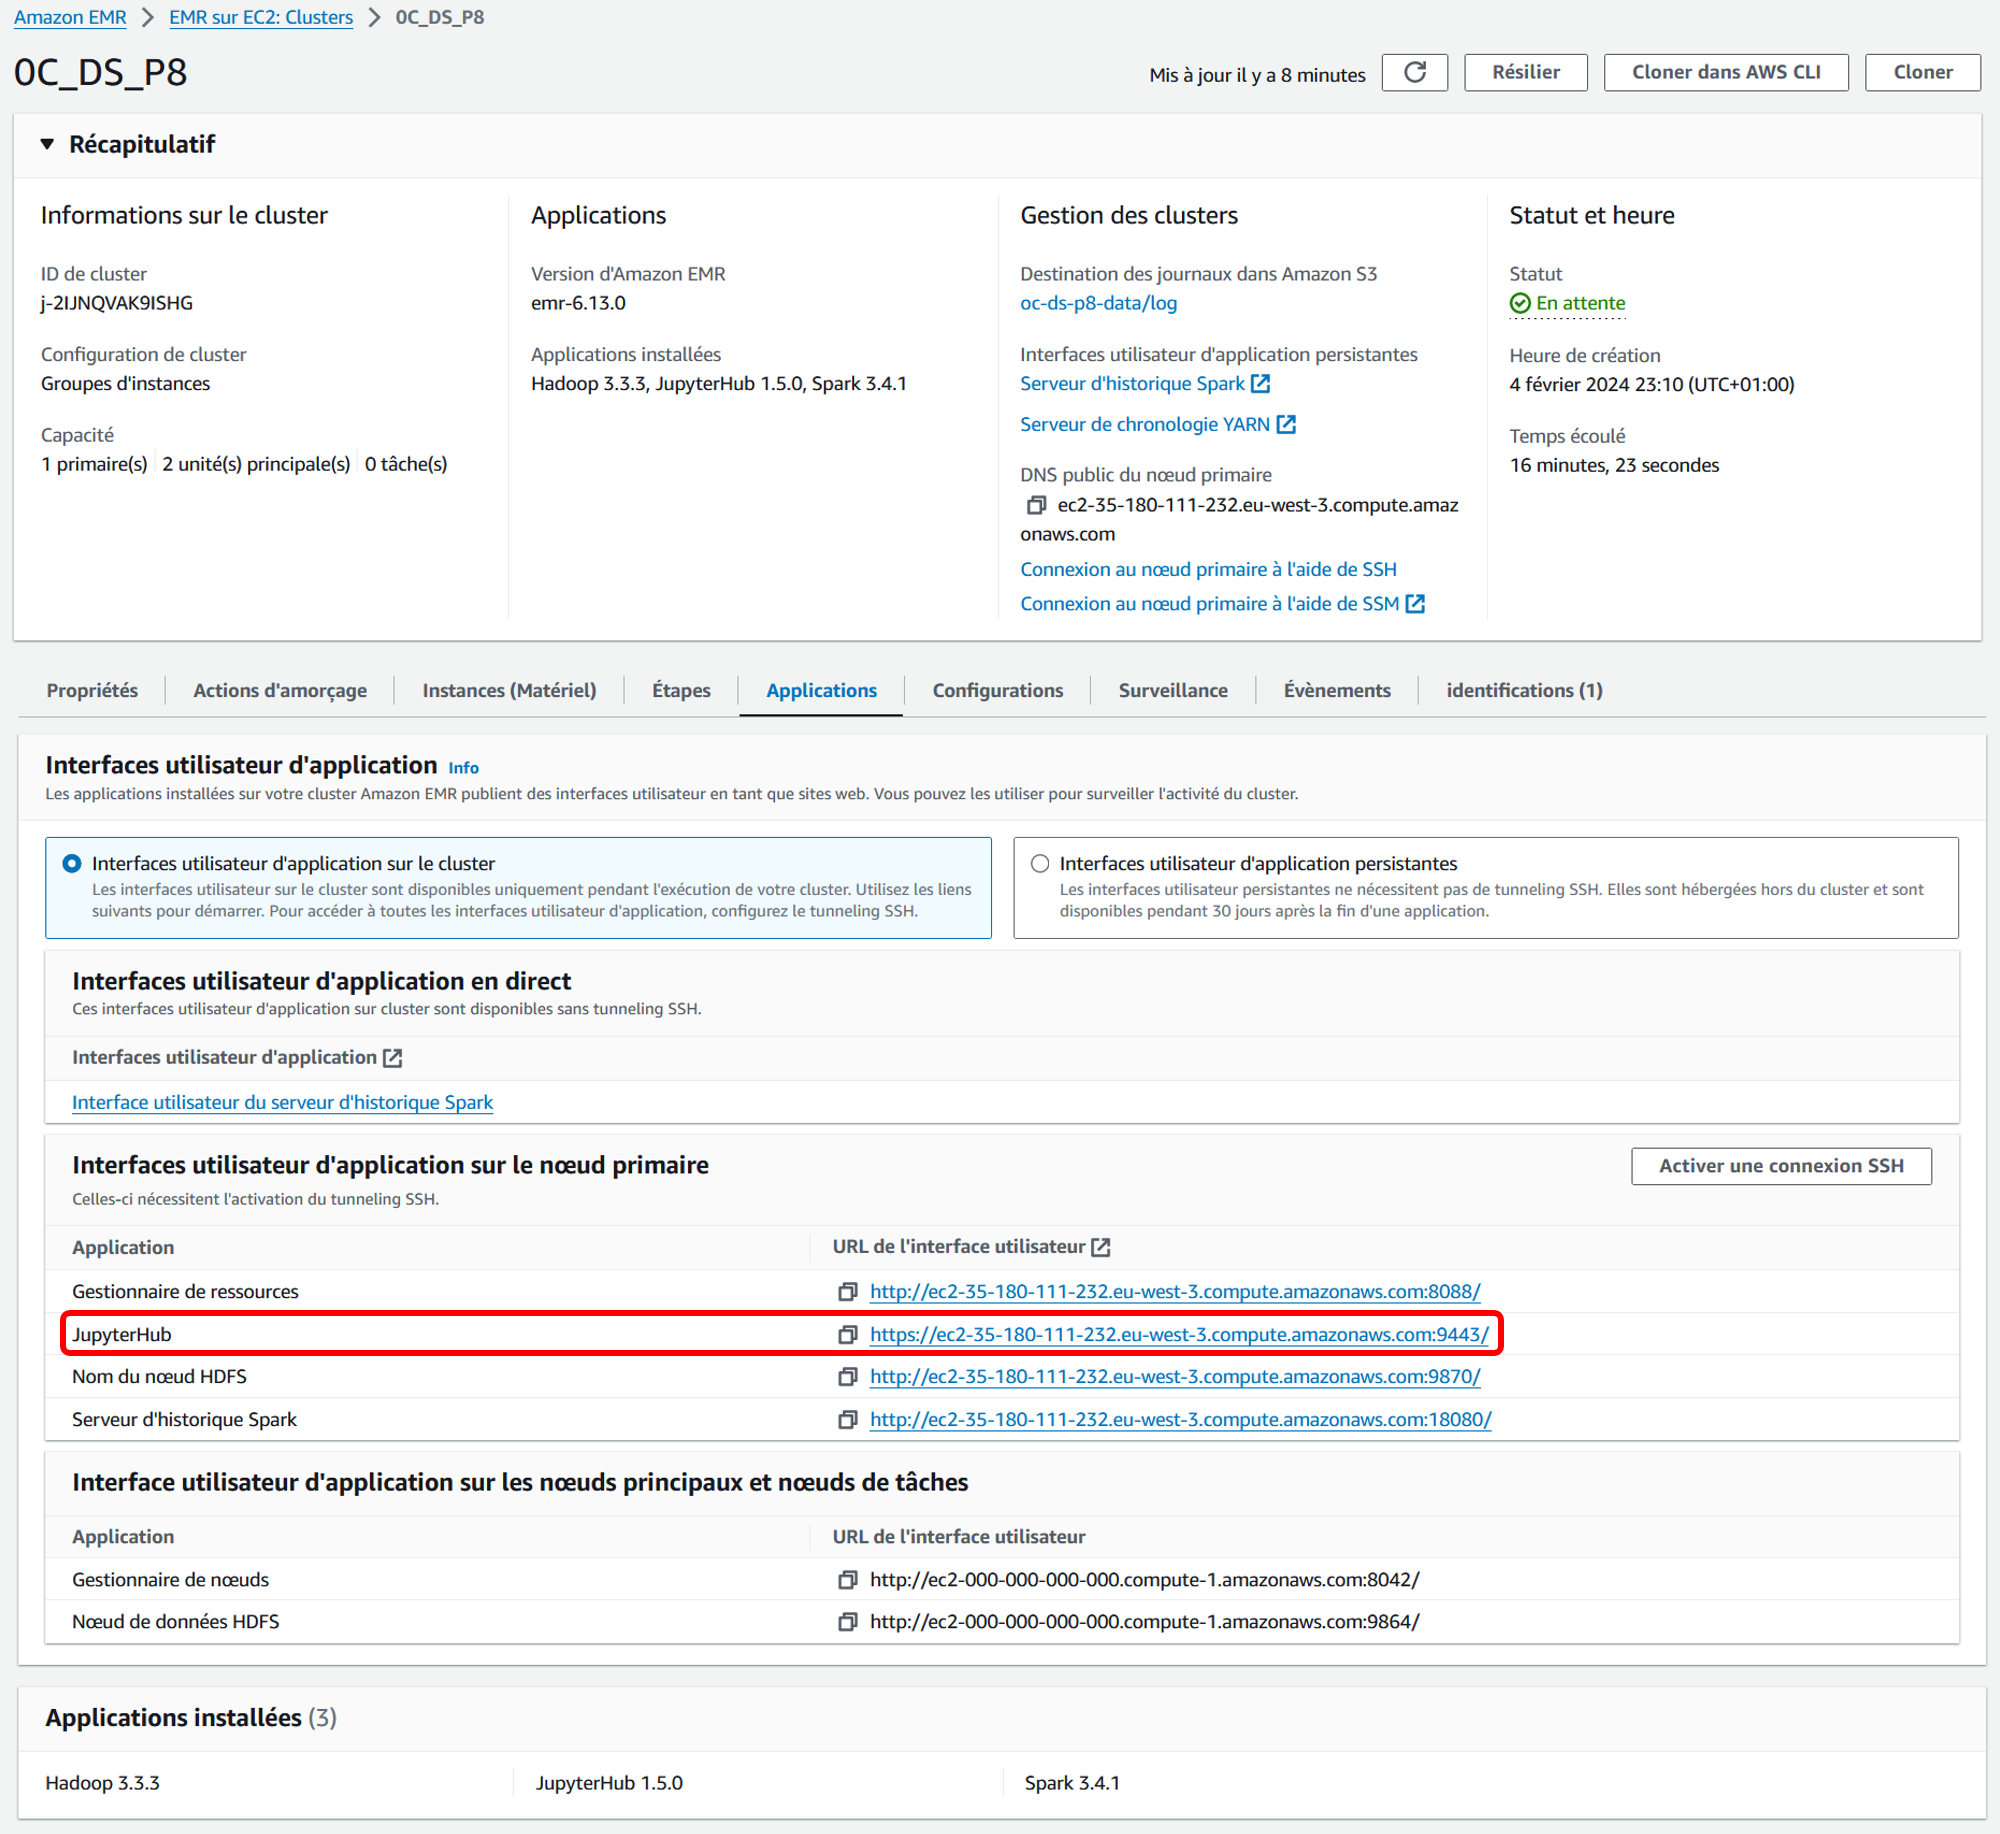 Amazon EMR > EMR sur EC2: Clusters > 0C_DS_P8
0C_DS_P8
Mis à jour il y a 8 minutes
Résilier
Cloner dans AWS CLI
Cloner
Récapitulatif
Informations sur le cluster
ID de cluster
j-2IJNQVAK9ISHG
Configuration de cluster
Groupes d'instances
Capacité
1 primaire(s) 2 unité(s) principale(s) 0 tâche(s)
Applications
Version d'Amazon EMR
emr-6.13.0
Applications installées
Hadoop 3.3.3, JupyterHub 1.5.0, Spark 3.4.1
Gestion des clusters
Destination des journaux dans Amazon S3
oc-ds-p8-data/log
Interfaces utilisateur d'application persistantes
Serveur d'historique Spark
Serveur de chronologie YARN
DNS public du nœud primaire
ec2-35-180-111-232.eu-west-3.compute.amaz
onaws.com
Connexion au nœud primaire à l'aide de SSH
Connexion au nœud primaire à l'aide de SSM
Statut et heure
Statut
En attente
Heure de création
4 février 2024 23:10 (UTC+01:00)
Temps écoulé
16 minutes, 23 secondes
Propriétés
Actions d'amorçage
Instances (Matériel)
Étapes
Applications
Configurations
Surveillance
Évènements
identifications (1)
Interfaces utilisateur d'application Info
Les applications installées sur votre cluster Amazon EMR publient des interfaces utilisateur en tant que sites web. Vous pouvez les utiliser pour surveiller l'activité du cluster.
Interfaces utilisateur d'application sur le cluster
Les interfaces utilisateur sur le cluster sont disponibles uniquement pendant l'exécution de votre cluster. Utilisez les liens
suivants pour démarrer. Pour accéder à toutes les interfaces utilisateur d'application, configurez le tunneling SSH.
Interfaces utilisateur d'application persistantes
Les interfaces utilisateur persistantes ne nécessitent pas de tunneling SSH. Elles sont hébergées hors du cluster et sont
disponibles pendant 30 jours après la fin d'une application.
Interfaces utilisateur d'application en direct
Ces interfaces utilisateur d'application sur cluster sont disponibles sans tunneling SSH.
Interfaces utilisateur d'application
Interface utilisateur du serveur d'historique Spark
Interfaces utilisateur d'application sur le nœud primaire
Activer une connexion SSH
Celles-ci nécessitent l'activation du tunneling SSH.
Application URL de l'interface utilisateur
Gestionnaire de ressources http://ec2-35-180-111-232.eu-west-3.compute.amazonaws.com:8088/
JupyterHub https://ec2-35-180-111-232.eu-west-3.compute.amazonaws.com:9443/
Nom du nœud HDFS http://ec2-35-180-111-232.eu-west-3.compute.amazonaws.com:9870/
Serveur d'historique Spark http://ec2-35-180-111-232.eu-west-3.compute.amazonaws.com:18080/
Interface utilisateur d'application sur les nœuds principaux et nœuds de tâches
Application URL de l'interface utilisateur
Gestionnaire de nœuds http://ec2-000-000-000-000.compute-1.amazonaws.com:8042/
Nœud de données HDFS http://ec2-000-000-000-000.compute-1.amazonaws.com:9864/
Applications installées (3)
Hadoop 3.3.3 JupyterHub 1.5.0 Spark 3.4.1